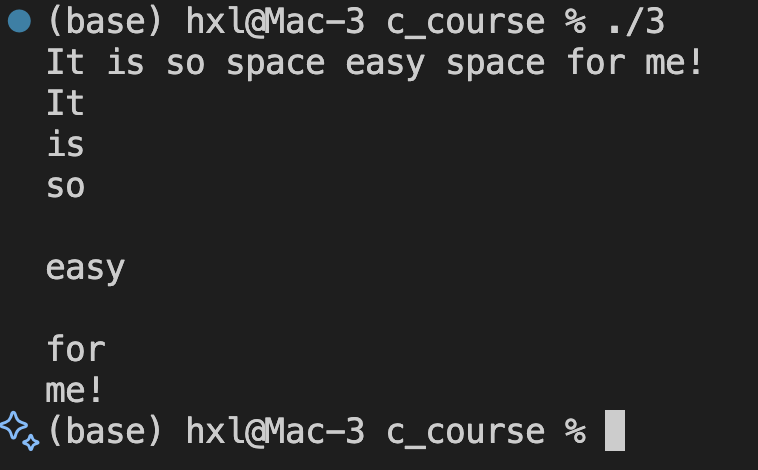 (base) hxl@Mac-3 c_course % ./3
It is so space easy space for me!
It
is
so

easy

for
me!
(base) hxl@Mac-3 c_course %